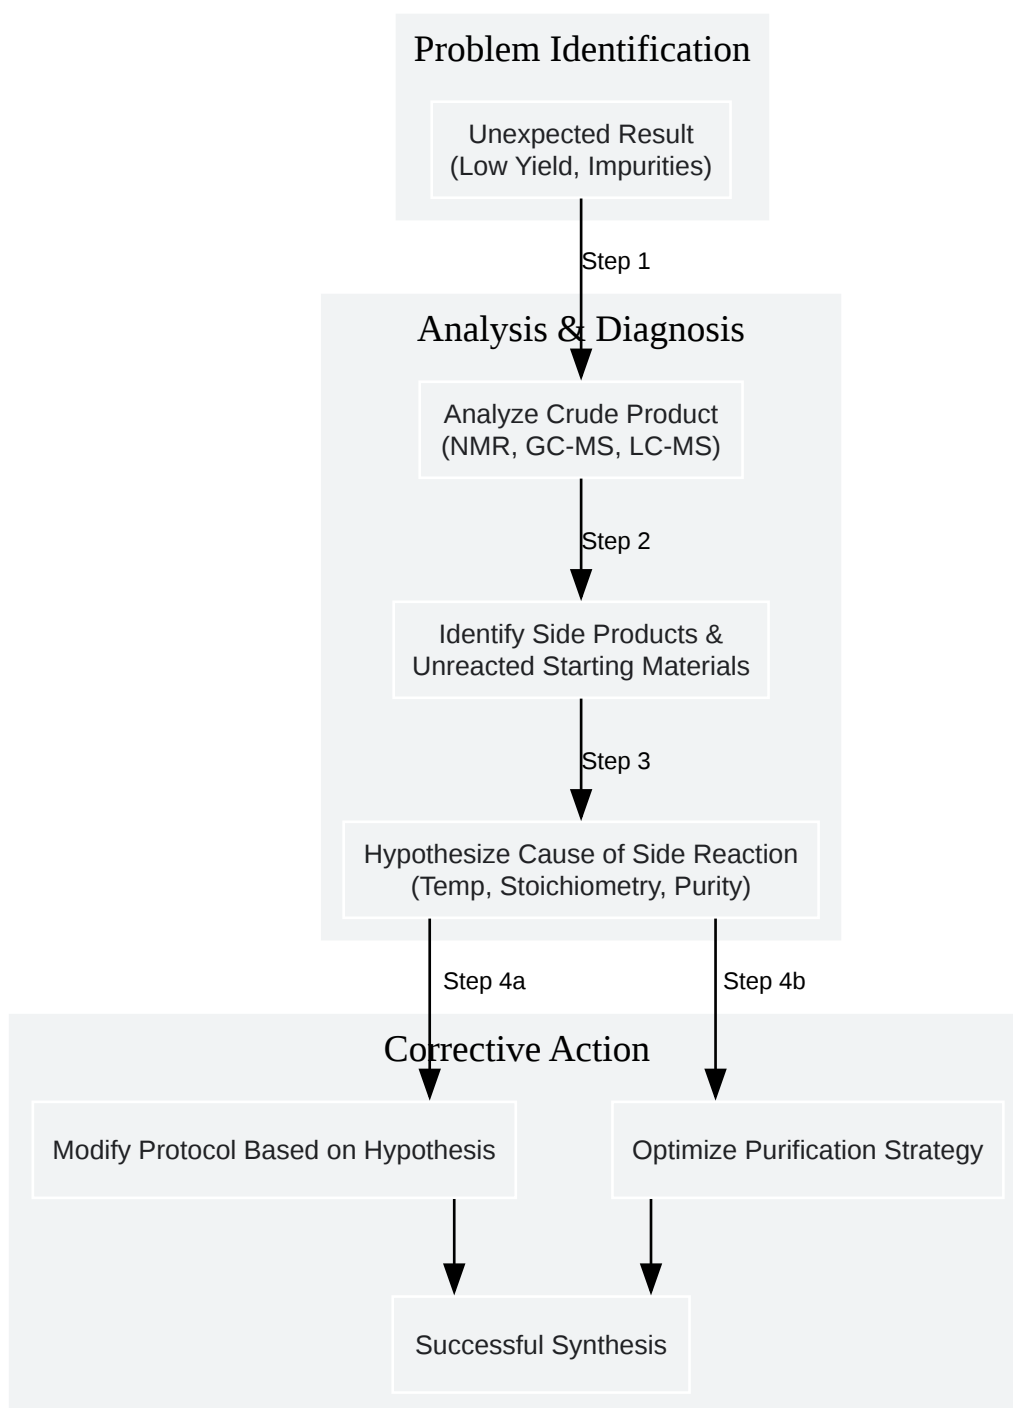 Problem Identification
Unexpected Result
(Low Yield, Impurities)
Step 1
Analysis & Diagnosis
Analyze Crude Product
(NMR, GC-MS, LC-MS)
Step 2
Identify Side Products &
Unreacted Starting Materials
Step 3
Hypothesize Cause of Side Reaction
(Temp, Stoichiometry, Purity)
Step 4a
Step 4b
Corrective Action
Modify Protocol Based on Hypothesis
Optimize Purification Strategy
Successful Synthesis